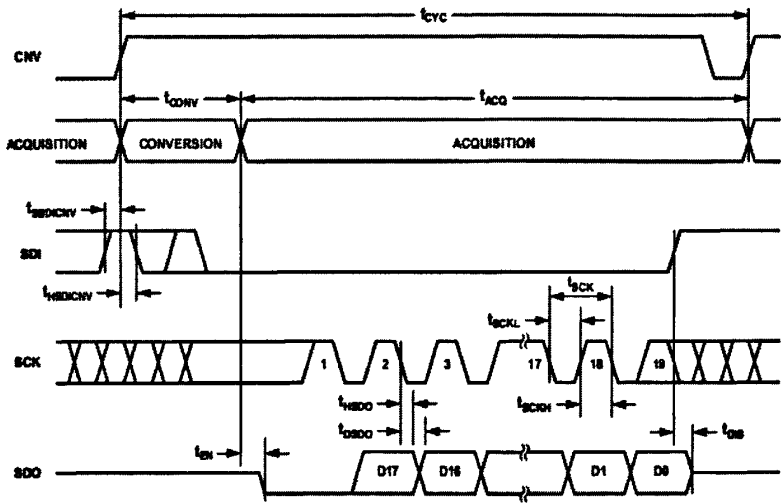 tCYC
CNV
tCONV
tACQ
ACQUISITION
CONVERSION
ACQUISITION
tSSDICNV
SDI
tHSDICNV
tSCK
tSCKL
SCK
1
2
3
17
18
19
tHSDO
tSCKH
tDSDO
tDIS
tEN
SDO
D17
D16
D1
D0